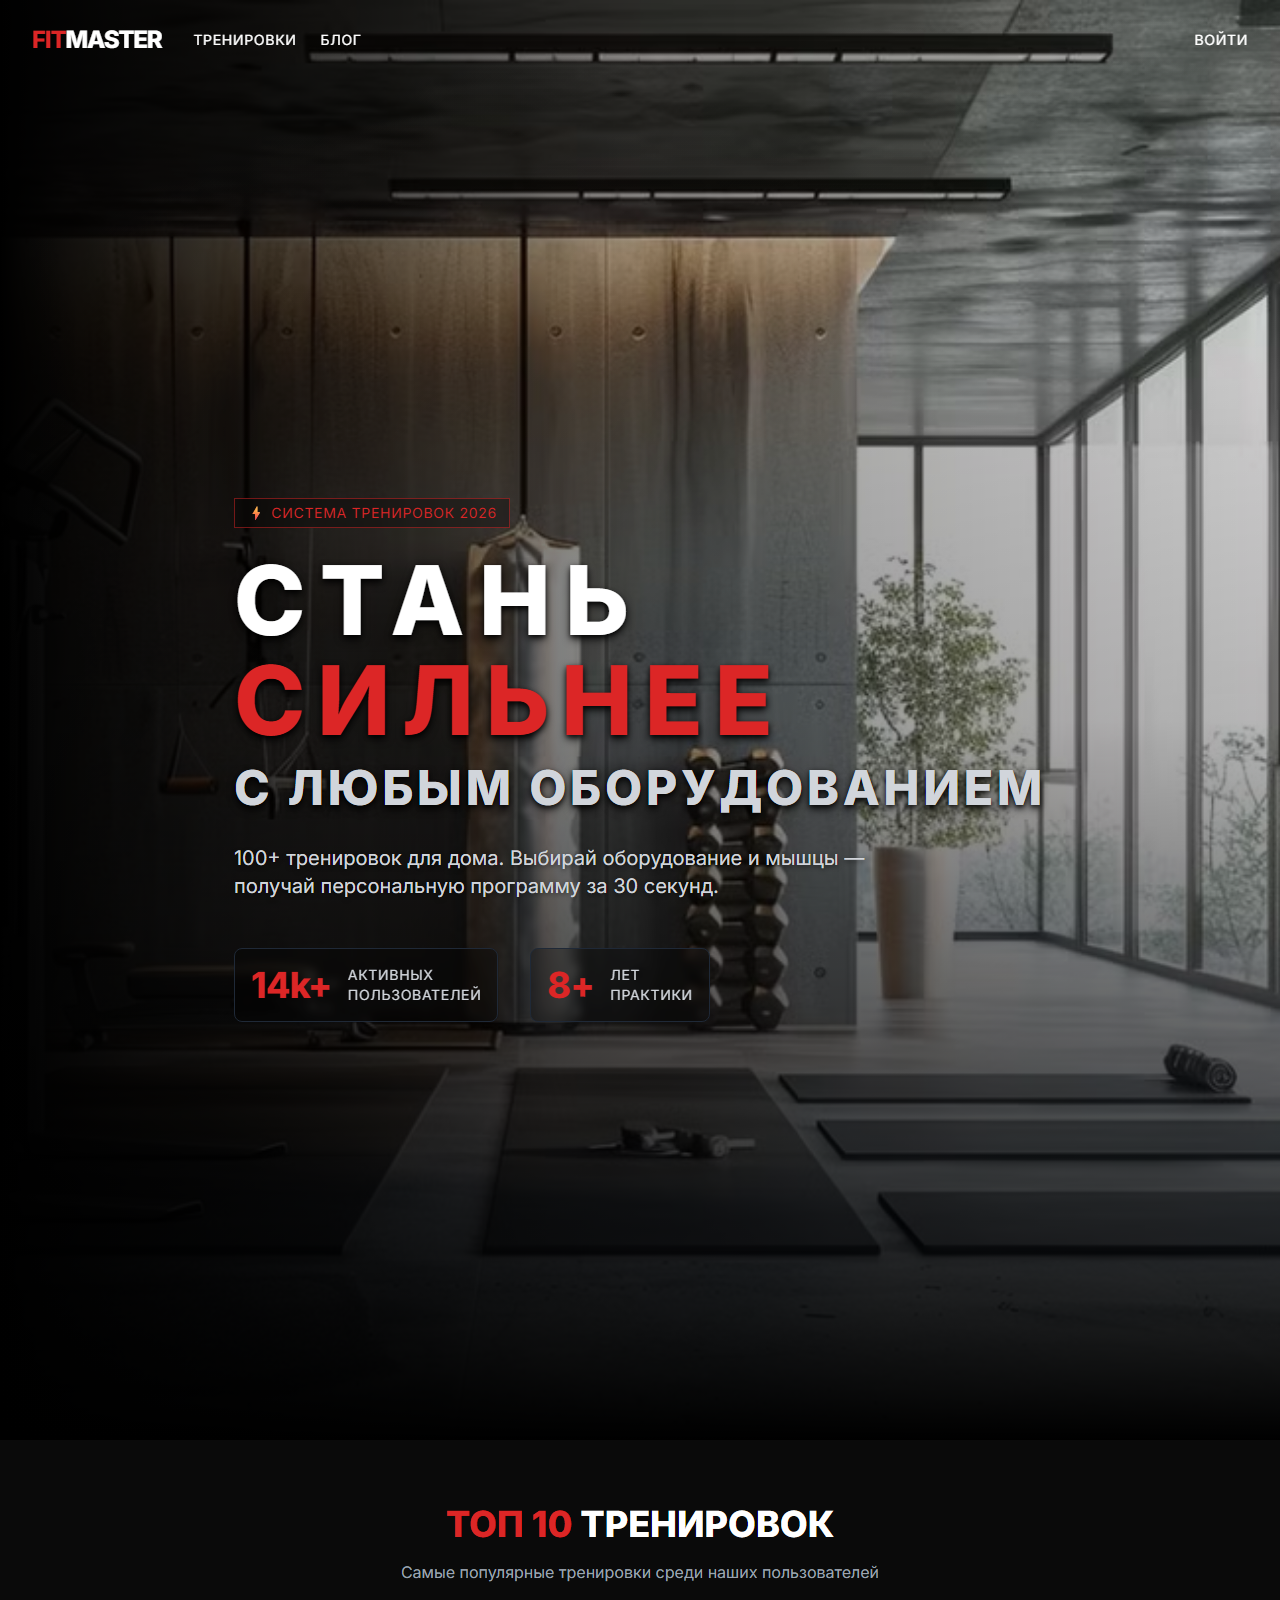 FITMASTER ТРЕНИРОВКИ БЛОГ ВОЙТИ
СИСТЕМА ТРЕНИРОВОК 2026
СТАНЬ
СИЛЬНЕЕ
С ЛЮБЫМ ОБОРУДОВАНИЕМ
100+ тренировок для дома. Выбирай оборудование и мышцы —
получай персональную программу за 30 секунд.
14k+ АКТИВНЫХ
ПОЛЬЗОВАТЕЛЕЙ
8+ ЛЕТ
ПРАКТИКИ
ТОП 10 ТРЕНИРОВОК
Самые популярные тренировки среди наших пользователей